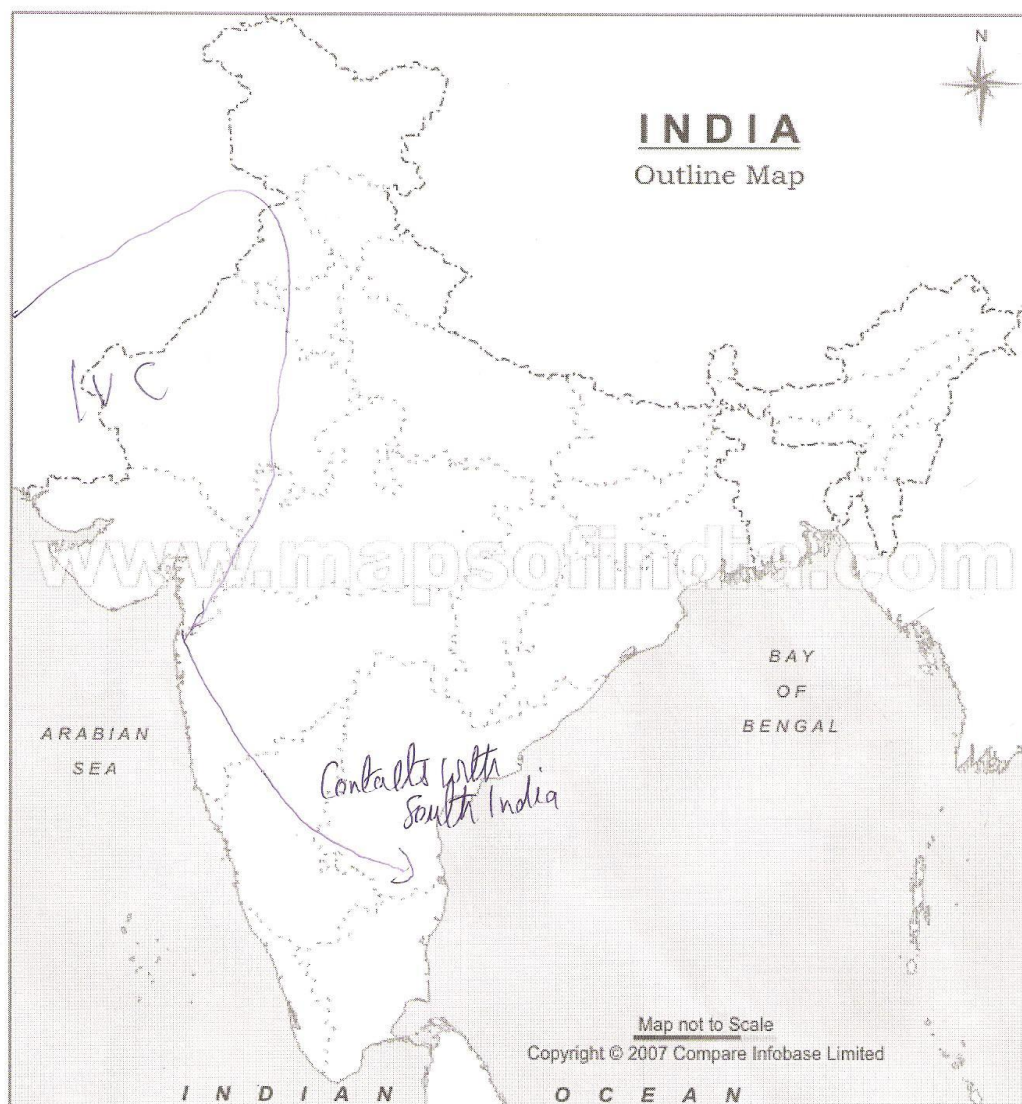 N
INDIA
Outline Map
IVC
www.mapsofindia.com
BAY
OF
BENGAL
ARABIAN
SEA
Contacts with
South India
Map not to Scale
Copyright © 2007 Compare Infobase Limited
INDIAN OCEAN